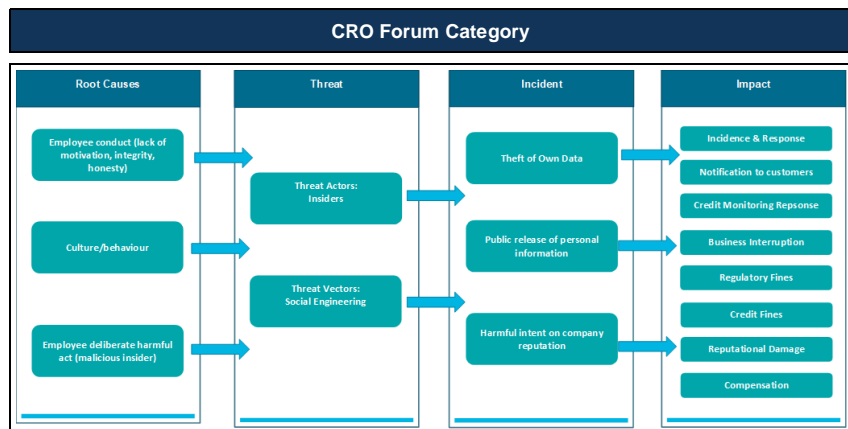 CRO Forum Category
Root Causes
Employee conduct (lack of
motivation, integrity,
honesty)
Culture/behaviour
Employee deliberate harmful
act (malicious insider)
Threat
Threat Actors:
Insiders
Threat Vectors:
Social Engineering
Incident
Theft of Own Data
Public release of personal
information
Harmful intent on company
reputation
Impact
Incidence & Response
Notification to customers
Credit Monitoring Repsonse
Business Interruption
Regulatory Fines
Credit Fines
Reputational Damage
Compensation